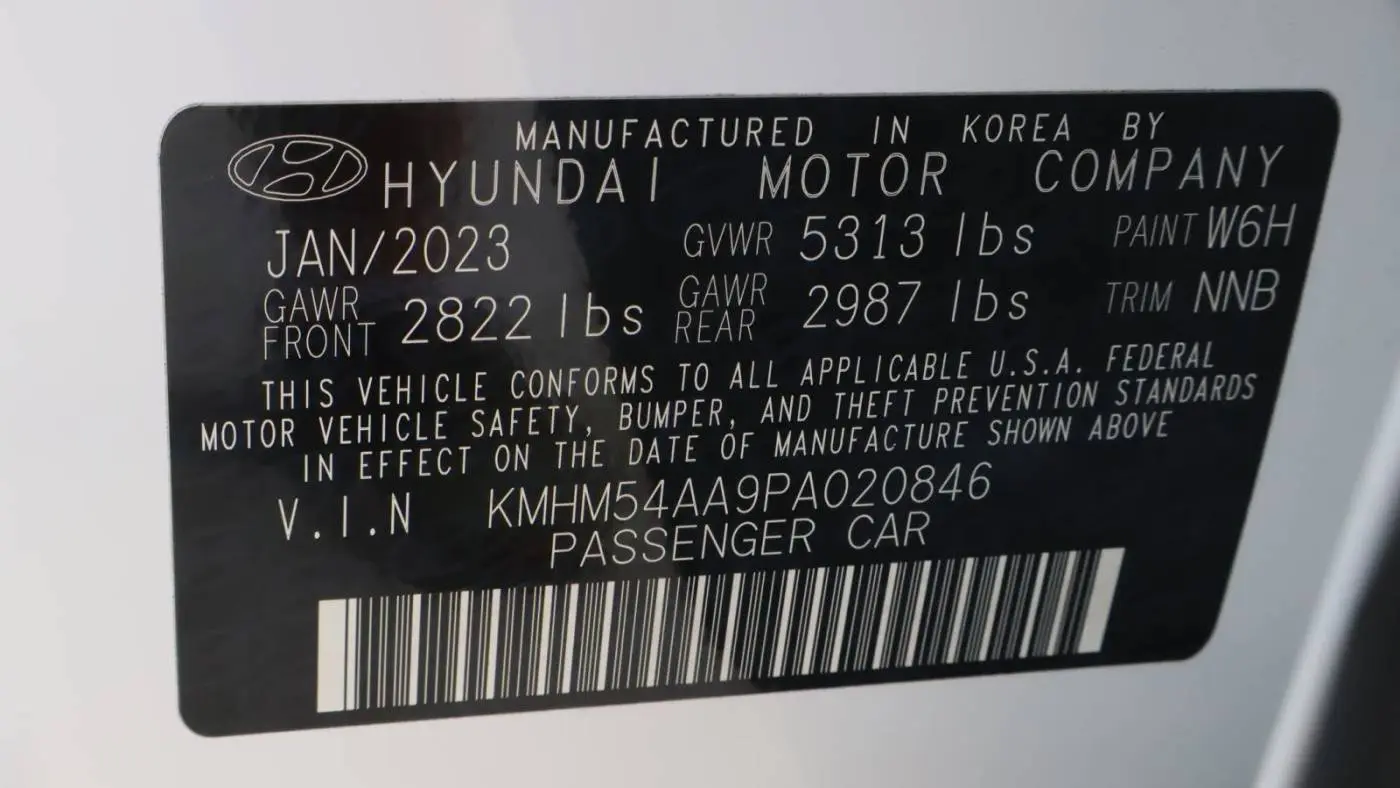 MANUFACTURED IN KOREA BY
HYUNDAI MOTOR COMPANY
JAN/2023 GVWR 5313 lbs PAINT W6H
GAWR FRONT 2822 lbs GAWR REAR 2987 lbs TRIM NNB
THIS VEHICLE CONFORMS TO ALL APPLICABLE U.S.A. FEDERAL
MOTOR VEHICLE SAFETY, BUMPER, AND THEFT PREVENTION STANDARDS
IN EFFECT ON THE DATE OF MANUFACTURE SHOWN ABOVE
V.I.N KMHM54AA9PA020846
PASSENGER CAR